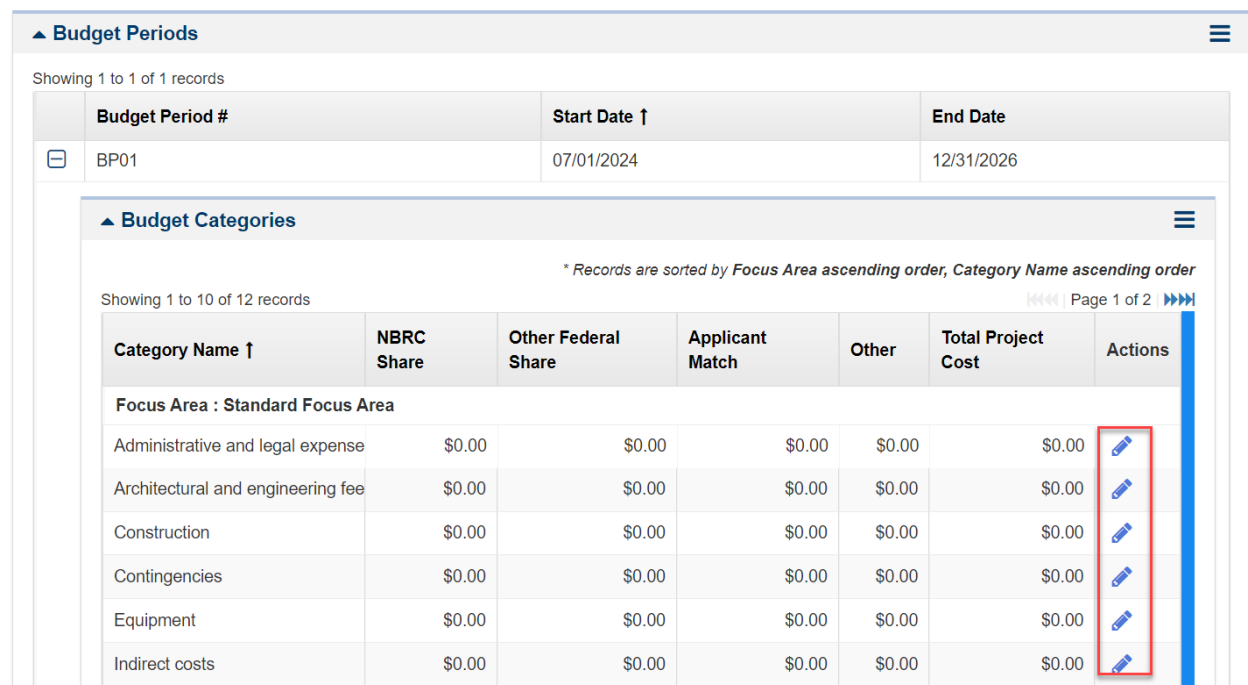 Budget Periods
Showing 1 to 1 of 1 records
Budget Period # Start Date ↑ End Date
BP01 07/01/2024 12/31/2026
Budget Categories
* Records are sorted by Focus Area ascending order, Category Name ascending order
Showing 1 to 10 of 12 records Page 1 of 2
Category Name ↑ NBRC Share Other Federal Share Applicant Match Other Total Project Cost Actions
Focus Area : Standard Focus Area
Administrative and legal expense $0.00 $0.00 $0.00 $0.00 $0.00
Architectural and engineering fee $0.00 $0.00 $0.00 $0.00 $0.00
Construction $0.00 $0.00 $0.00 $0.00 $0.00
Contingencies $0.00 $0.00 $0.00 $0.00 $0.00
Equipment $0.00 $0.00 $0.00 $0.00 $0.00
Indirect costs $0.00 $0.00 $0.00 $0.00 $0.00